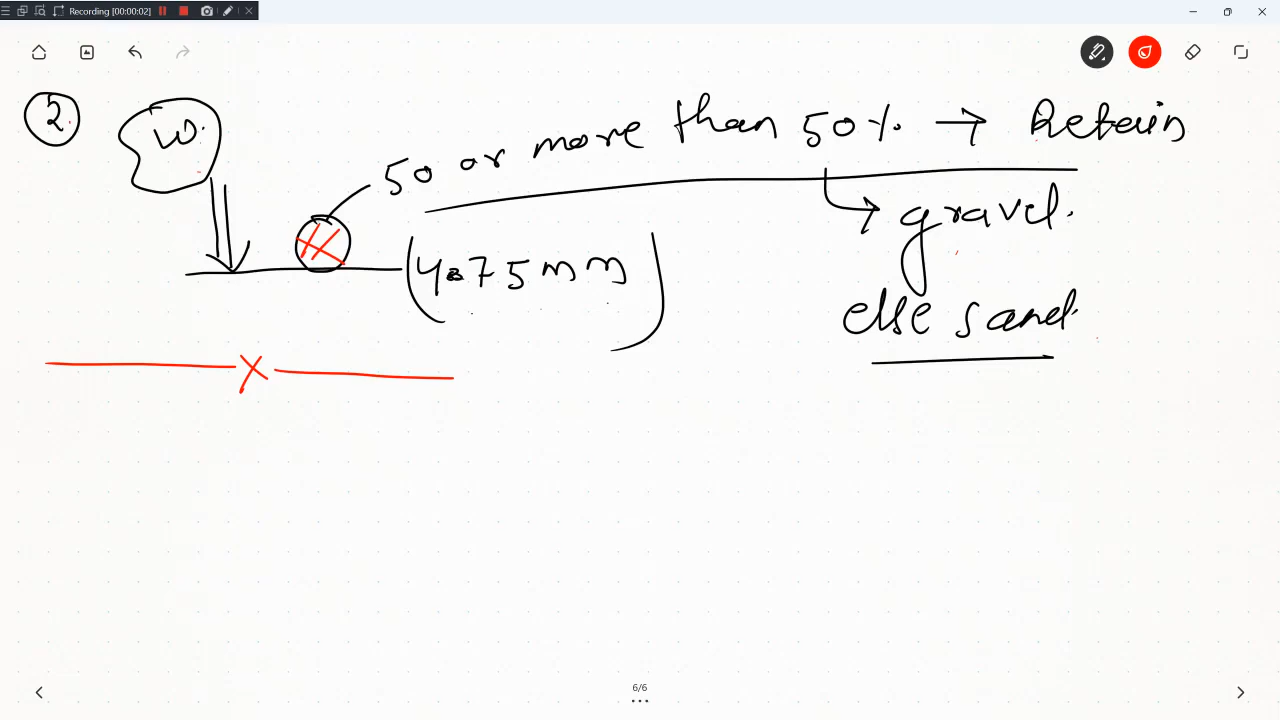 Recording [00:00:02]
2
W
50 or more than 50% → Retain
→ gravel.
(4.75mm)
else sand.
X
6/6